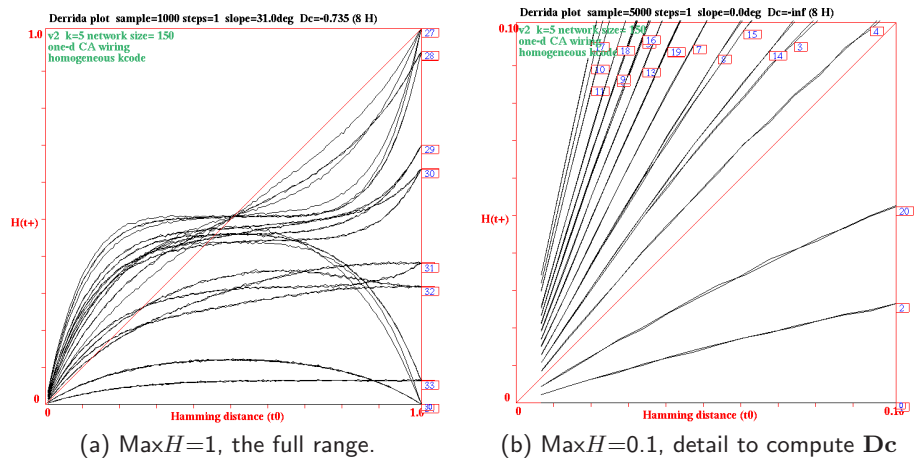 Derrida plot sample=1000 steps=1 slope=31.0deg Dc=-0.735 (8 H)
1.0
v2 k=5 network size= 150
one-d CA wiring
homogeneous kcode
27
28
29
30
H(t+)
31
32
33
0
0
Hamming distance (t0)
(a) MaxH=1, the full range.
Derrida plot sample=5000 steps=1 slope=0.0deg Dc=-inf (8 H)
0.10
v2 k=5 network size= 150
one-d CA wiring
homogeneous kcode
15
4
16
18
19
7
3
14
8
10
13
9
11
H(t+)
20
2
0
0
Hamming distance (t0)
(b) MaxH=0.1, detail to compute Dc